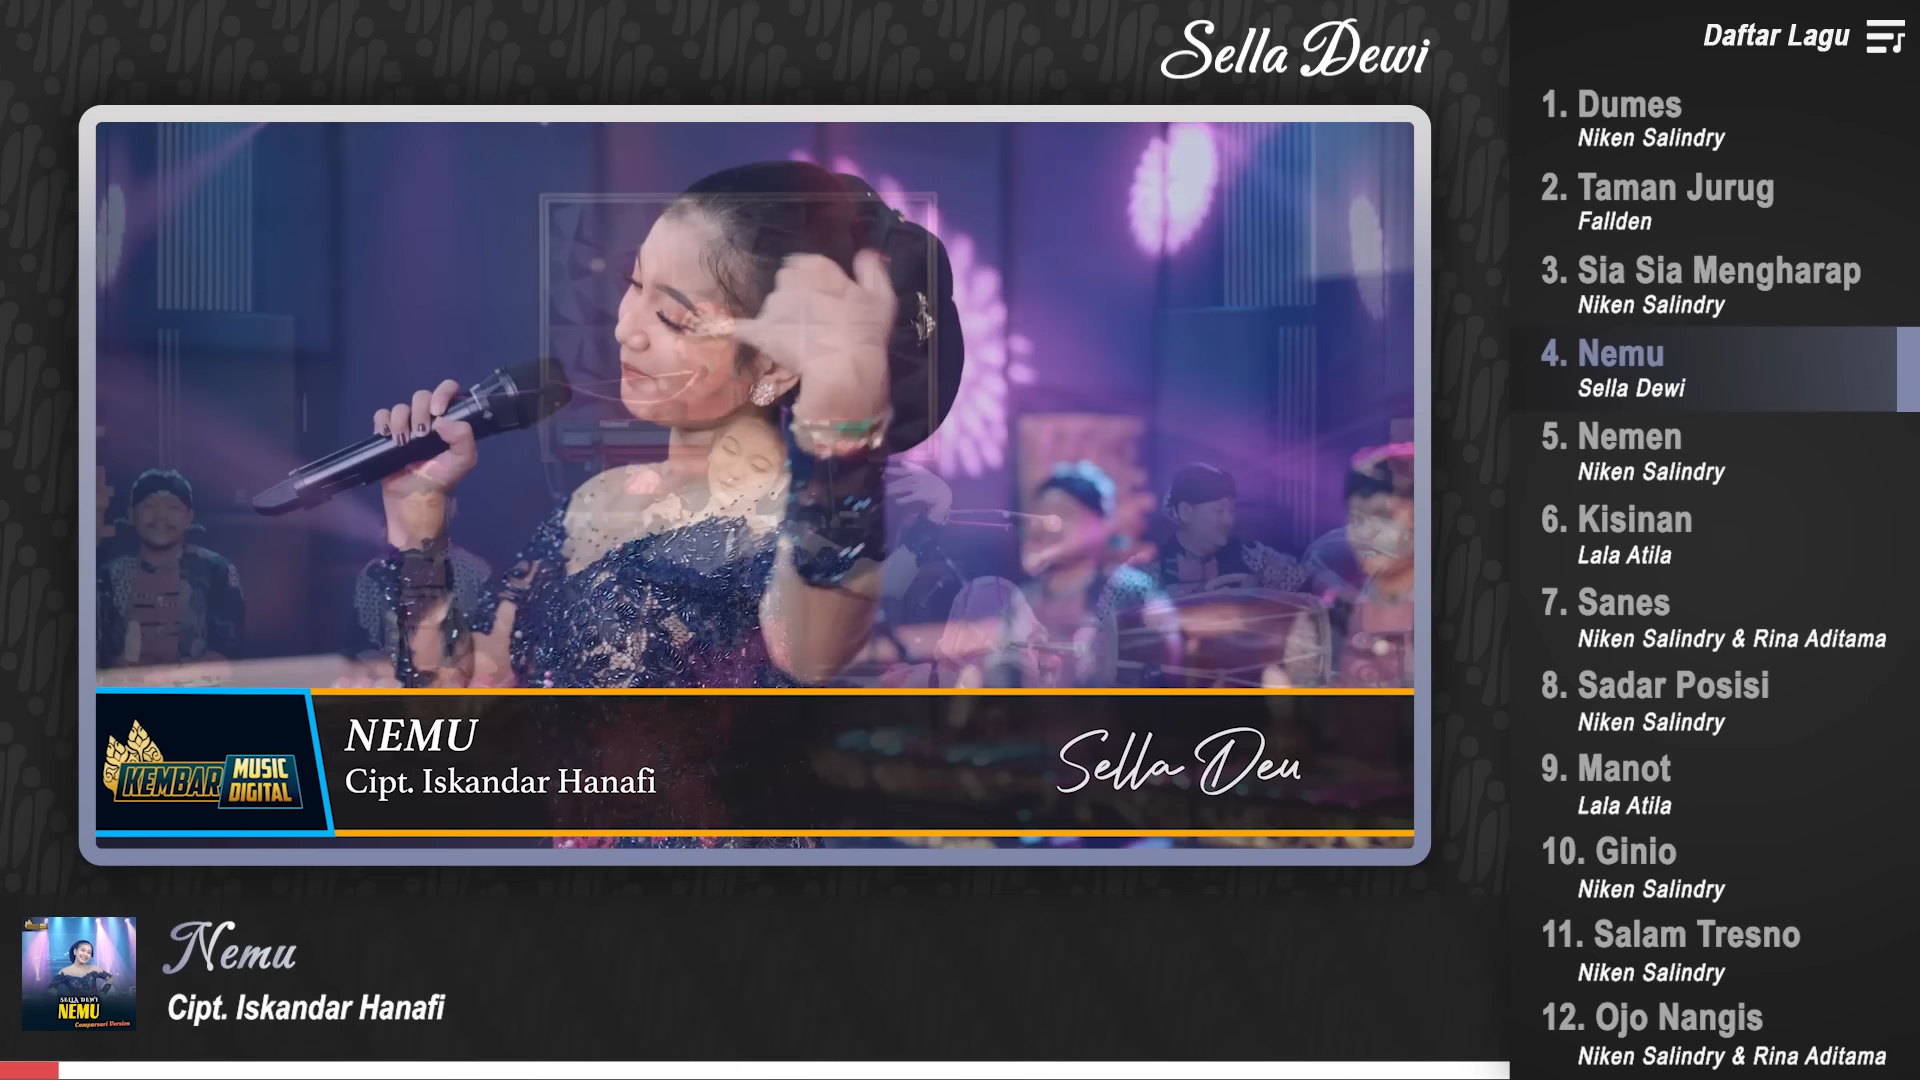 Sella Dewi
NEMU
Cipt. Iskandar Hanafi
KEMBAR MUSIC DIGITAL
Sella Deu
SELLA DEWI
NEMU
Campursari Version
Nemu
Cipt. Iskandar Hanafi
Daftar Lagu
1. Dumes
Niken Salindry
2. Taman Jurug
Fallden
3. Sia Sia Mengharap
Niken Salindry
4. Nemu
Sella Dewi
5. Nemen
Niken Salindry
6. Kisinan
Lala Atila
7. Sanes
Niken Salindry & Rina Aditama
8. Sadar Posisi
Niken Salindry
9. Manot
Lala Atila
10. Ginio
Niken Salindry
11. Salam Tresno
Niken Salindry
12. Ojo Nangis
Niken Salindry & Rina Aditama